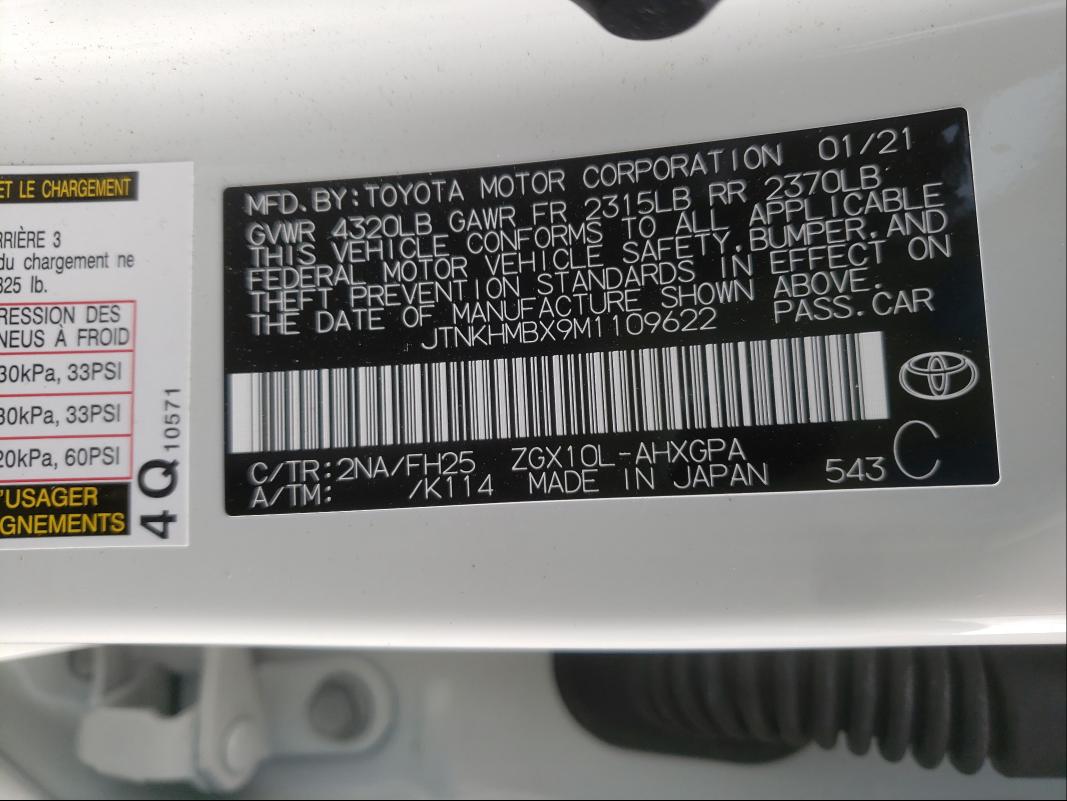 ET LE CHARGEMENT
RRIÈRE 3
du chargement ne
825 lb.
RESSION DES
NEUS À FROID
30kPa, 33PSI
30kPa, 33PSI
20kPa, 60PSI
'USAGER
GNEMENTS
4Q 10571
MFD. BY: TOYOTA MOTOR CORPORATION 01/21
GVWR 4320LB GAWR FR 2315LB RR 2370LB
THIS VEHICLE CONFORMS TO ALL APPLICABLE
FEDERAL MOTOR VEHICLE SAFETY, BUMPER, AND
THEFT PREVENTION STANDARDS IN EFFECT ON
THE DATE OF MANUFACTURE SHOWN ABOVE.
JTNKHMBX9M1109622 PASS. CAR
C/TR: 2NA/FH25 ZGX10L-AHXGPA
A/TM: /K114 MADE IN JAPAN 543 C